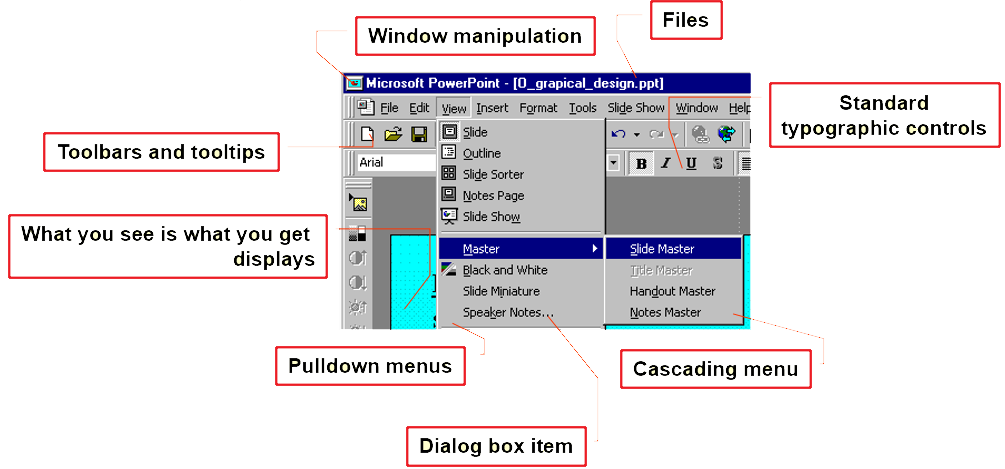 Files
Window manipulation
Microsoft PowerPoint - [O_grapical_design.ppt]
File Edit View Insert Format Tools Slide Show Window Help
Standard
typographic controls
Toolbars and tooltips
Arial
B I U S
Slide
Outline
Slide Sorter
Notes Page
Slide Show
What you see is what you get
displays
Master
Slide Master
Black and White
Title Master
Slide Miniature
Handout Master
Speaker Notes...
Notes Master
Pulldown menus
Cascading menu
Dialog box item